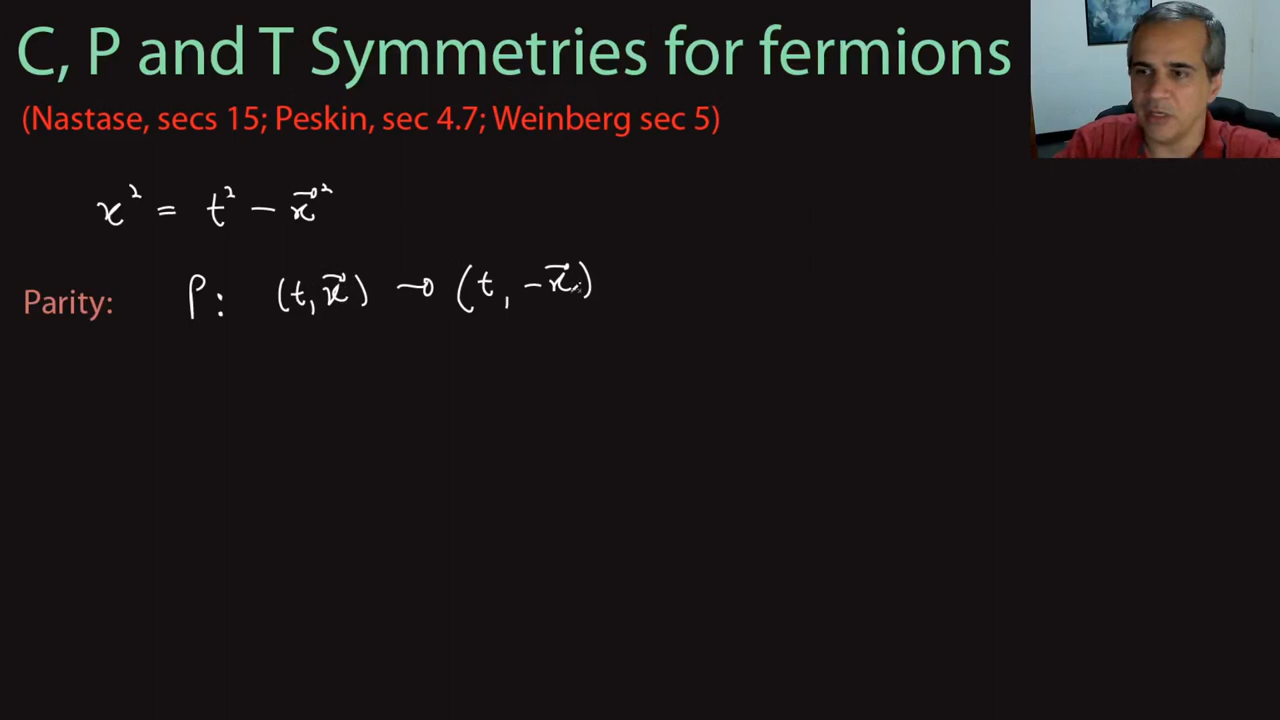 C, P and T Symmetries for fermions
(Nastase, secs 15; Peskin, sec 4.7; Weinberg sec 5)
x² = t² − x⃗²
Parity: P: (t, x⃗) → (t, −x⃗)